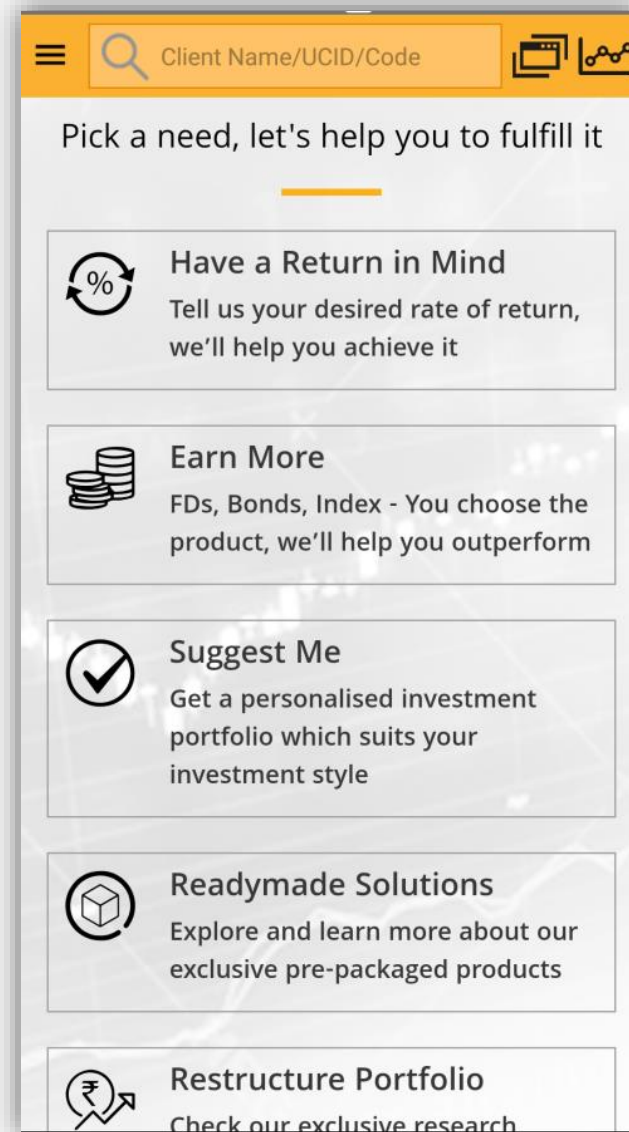 Client Name/UCID/Code
Pick a need, let's help you to fulfill it
%
Have a Return in Mind
Tell us your desired rate of return,
we’ll help you achieve it
Earn More
FDs, Bonds, Index - You choose the
product, we’ll help you outperform
Suggest Me
Get a personalised investment
portfolio which suits your
investment style
Readymade Solutions
Explore and learn more about our
exclusive pre-packaged products
₹
Restructure Portfolio
Check our exclusive research